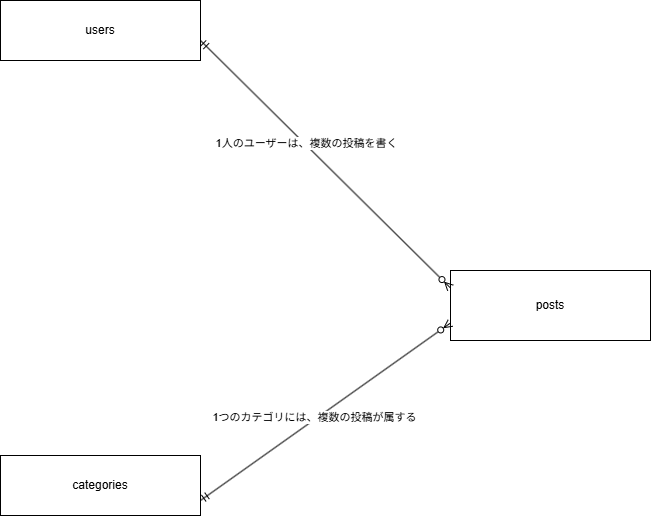 users
1人のユーザーは、複数の投稿を書く
posts
1つのカテゴリには、複数の投稿が属する
categories